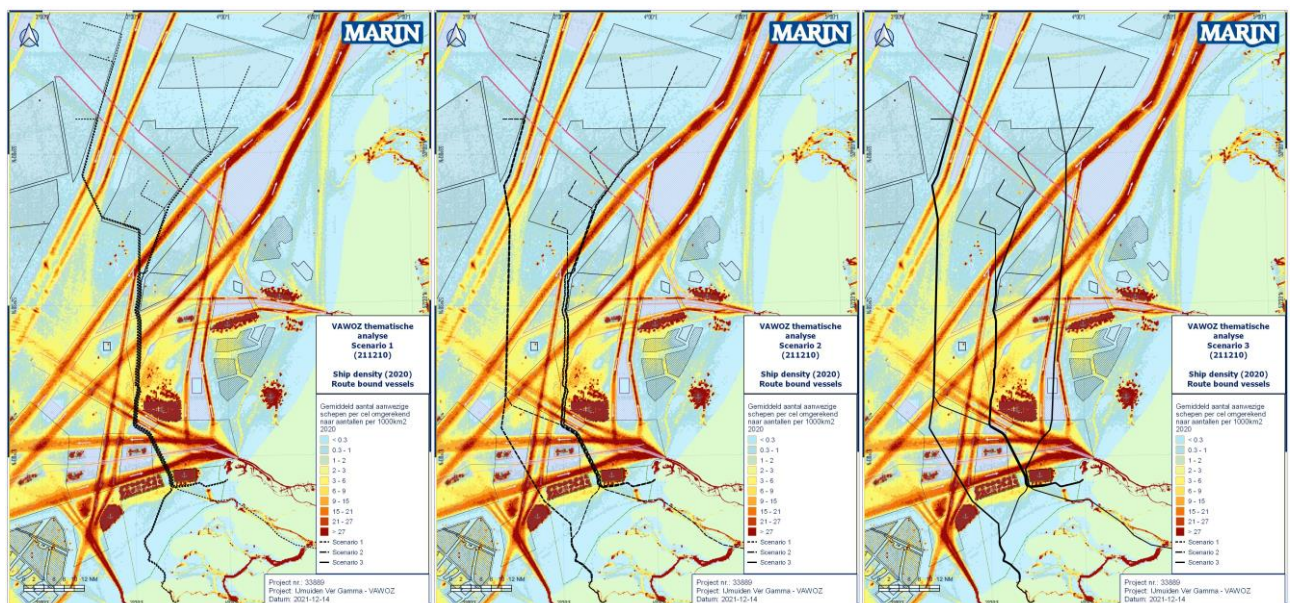 MARIN
VAWOZ thematische
analyse
Scenario 1
(211210)
Ship density (2020)
Route bound vessels
Gemiddeld aantal aanwezige
schepen per cel omgerekend
naar aantallen per 1000km2
2020
< 0.3
0.3 - 1
1 - 2
2 - 3
3 - 6
6 - 9
9 - 15
15 - 21
21 - 27
> 27
Scenario 1
Scenario 2
Scenario 3
Project nr.: 33889
Project: IJmuiden Ver Gamma - VAWOZ
Datum: 2021-12-14
MARIN
VAWOZ thematische
analyse
Scenario 2
(211210)
Ship density (2020)
Route bound vessels
Gemiddeld aantal aanwezige
schepen per cel omgerekend
naar aantallen per 1000km2
2020
< 0.3
0.3 - 1
1 - 2
2 - 3
3 - 6
6 - 9
9 - 15
15 - 21
21 - 27
> 27
Scenario 1
Scenario 2
Scenario 3
Project nr.: 33889
Project: IJmuiden Ver Gamma - VAWOZ
Datum: 2021-12-14
MARIN
VAWOZ thematische
analyse
Scenario 3
(211210)
Ship density (2020)
Route bound vessels
Gemiddeld aantal aanwezige
schepen per cel omgerekend
naar aantallen per 1000km2
2020
< 0.3
0.3 - 1
1 - 2
2 - 3
3 - 6
6 - 9
9 - 15
15 - 21
21 - 27
> 27
Scenario 1
Scenario 2
Scenario 3
Project nr.: 33889
Project: IJmuiden Ver Gamma - VAWOZ
Datum: 2021-12-14